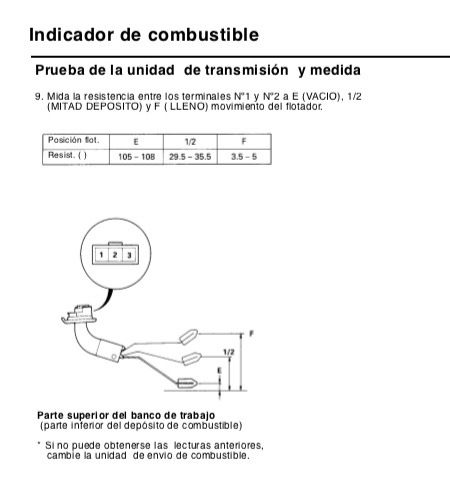 Indicador de combustible
Prueba de la unidad de transmisión y medida
9. Mida la resistencia entre los terminales Nº1 y Nº2 a E (VACIO), 1/2
(MITAD DEPOSITO) y F ( LLENO) movimiento del flotador.
Posición flot. E 1/2 F
Resist. ( ) 105 – 108 29.5 – 35.5 3.5 – 5
1 2 3
F
1/2
E
Parte superior del banco de trabajo
(parte inferior del depósito de combustible)
* Si no puede obtenerse las lecturas anteriores,
cambie la unidad de envio de combustible.